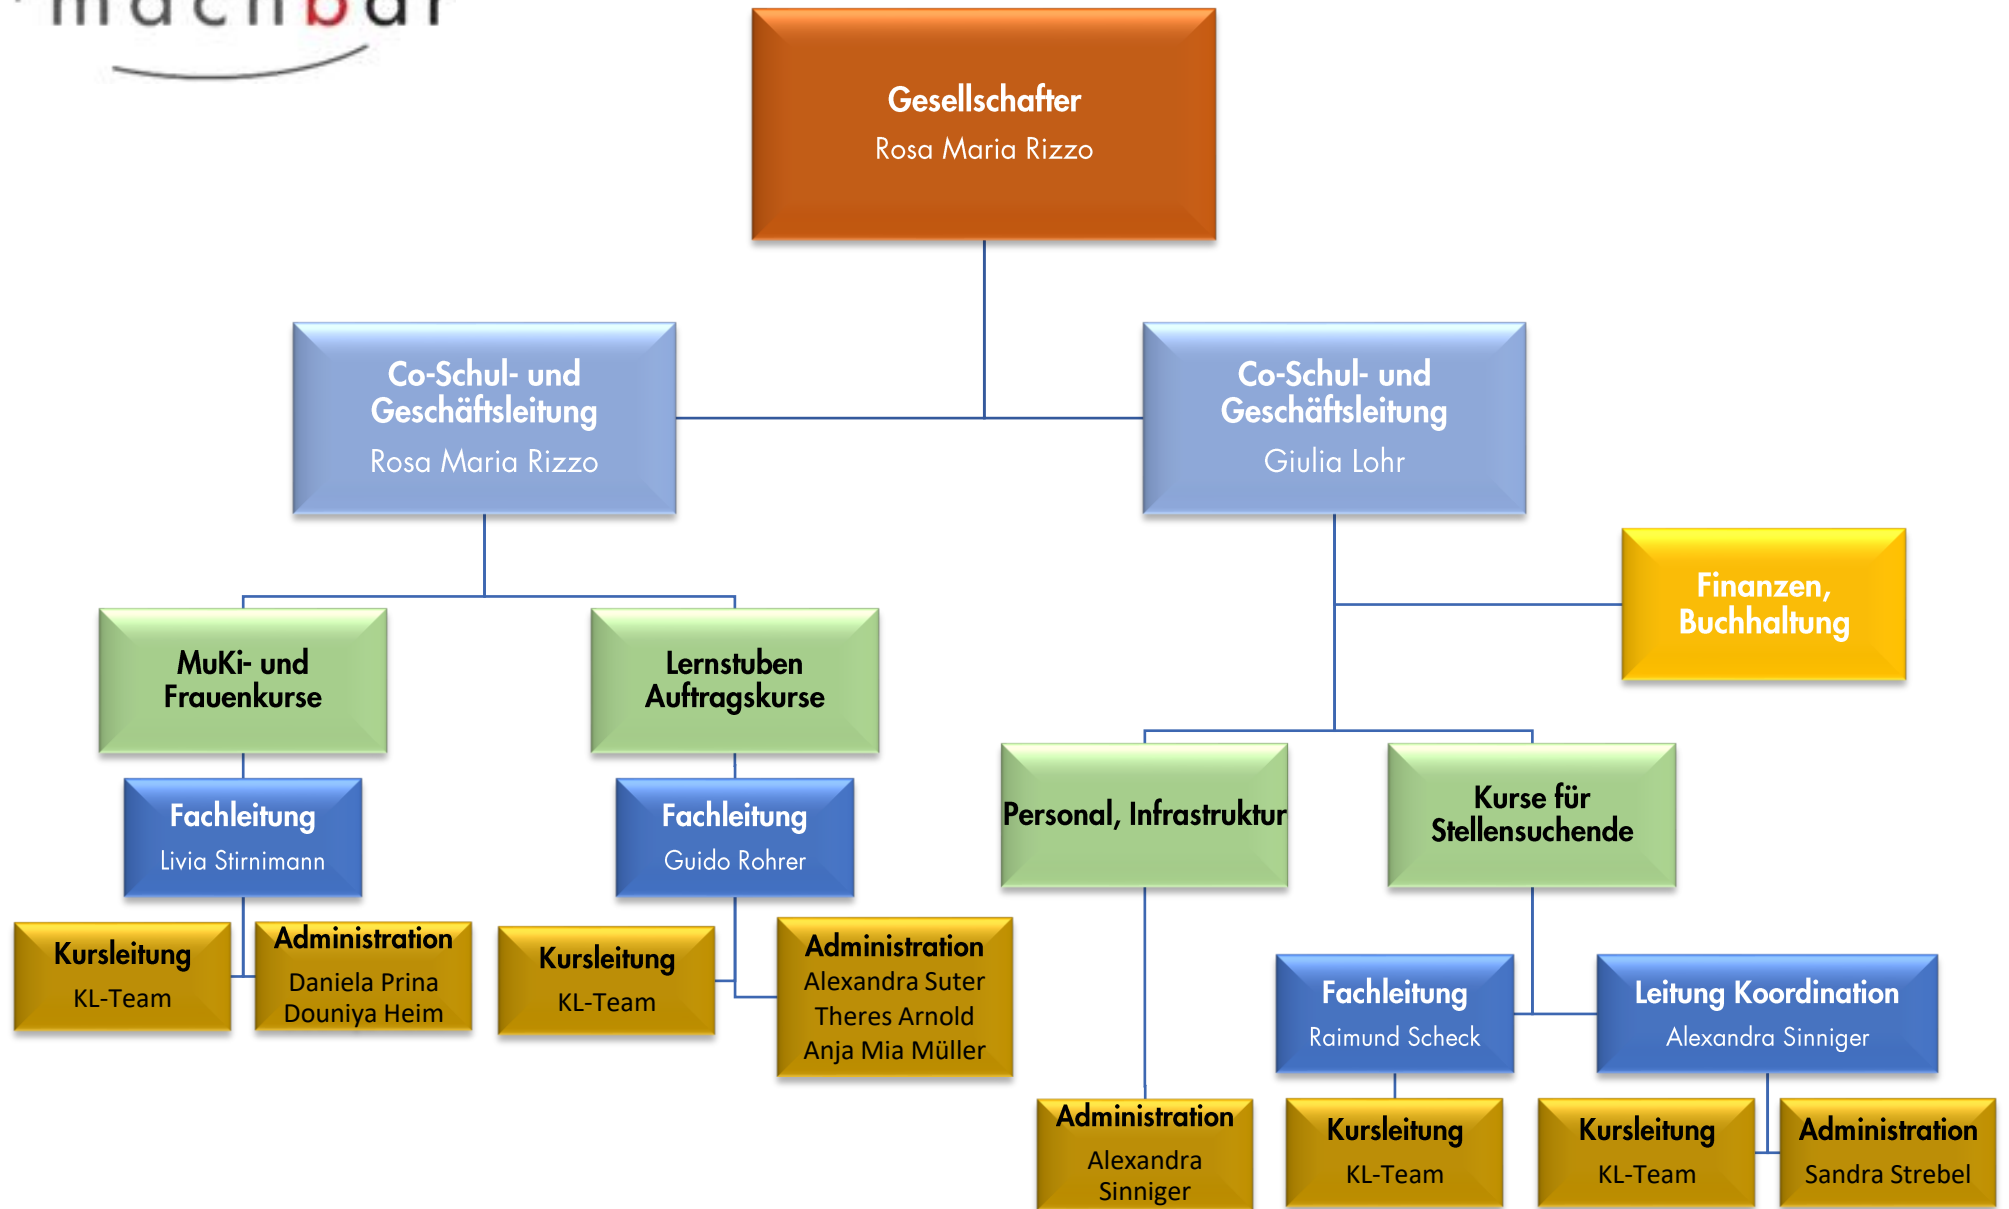 machbar
Gesellschafter
Rosa Maria Rizzo
Co-Schul- und
Geschäftsleitung
Rosa Maria Rizzo
Co-Schul- und
Geschäftsleitung
Giulia Lohr
Finanzen,
Buchhaltung
MuKi- und
Frauenkurse
Lernstuben
Auftragskurse
Personal, Infrastruktur
Kurse für
Stellensuchende
Fachleitung
Livia Stirnimann
Fachleitung
Guido Rohrer
Kursleitung
KL-Team
Administration
Daniela Prina
Douniya Heim
Kursleitung
KL-Team
Administration
Alexandra Suter
Theres Arnold
Anja Mia Müller
Fachleitung
Raimund Scheck
Leitung Koordination
Alexandra Sinniger
Administration
Alexandra
Sinniger
Kursleitung
KL-Team
Kursleitung
KL-Team
Administration
Sandra Strebel